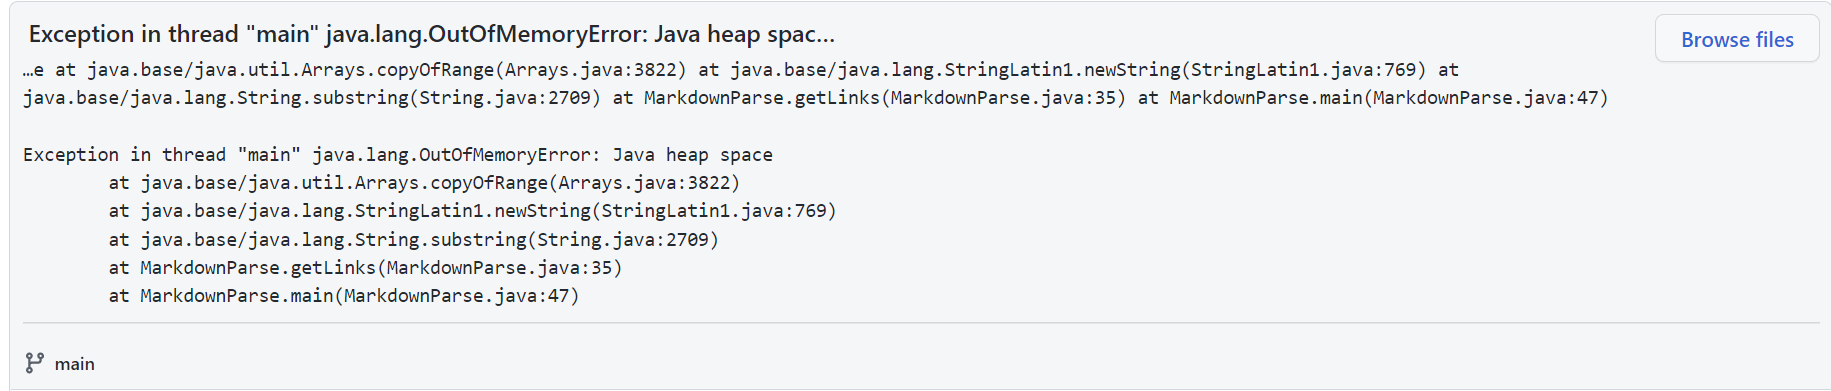 Exception in thread "main" java.lang.OutOfMemoryError: Java heap spac...
Browse files
…e at java.base/java.util.Arrays.copyOfRange(Arrays.java:3822) at java.base/java.lang.StringLatin1.newString(StringLatin1.java:769) at
java.base/java.lang.String.substring(String.java:2709) at MarkdownParse.getLinks(MarkdownParse.java:35) at MarkdownParse.main(MarkdownParse.java:47)
Exception in thread "main" java.lang.OutOfMemoryError: Java heap space
at java.base/java.util.Arrays.copyOfRange(Arrays.java:3822)
at java.base/java.lang.StringLatin1.newString(StringLatin1.java:769)
at java.base/java.lang.String.substring(String.java:2709)
at MarkdownParse.getLinks(MarkdownParse.java:35)
at MarkdownParse.main(MarkdownParse.java:47)
main